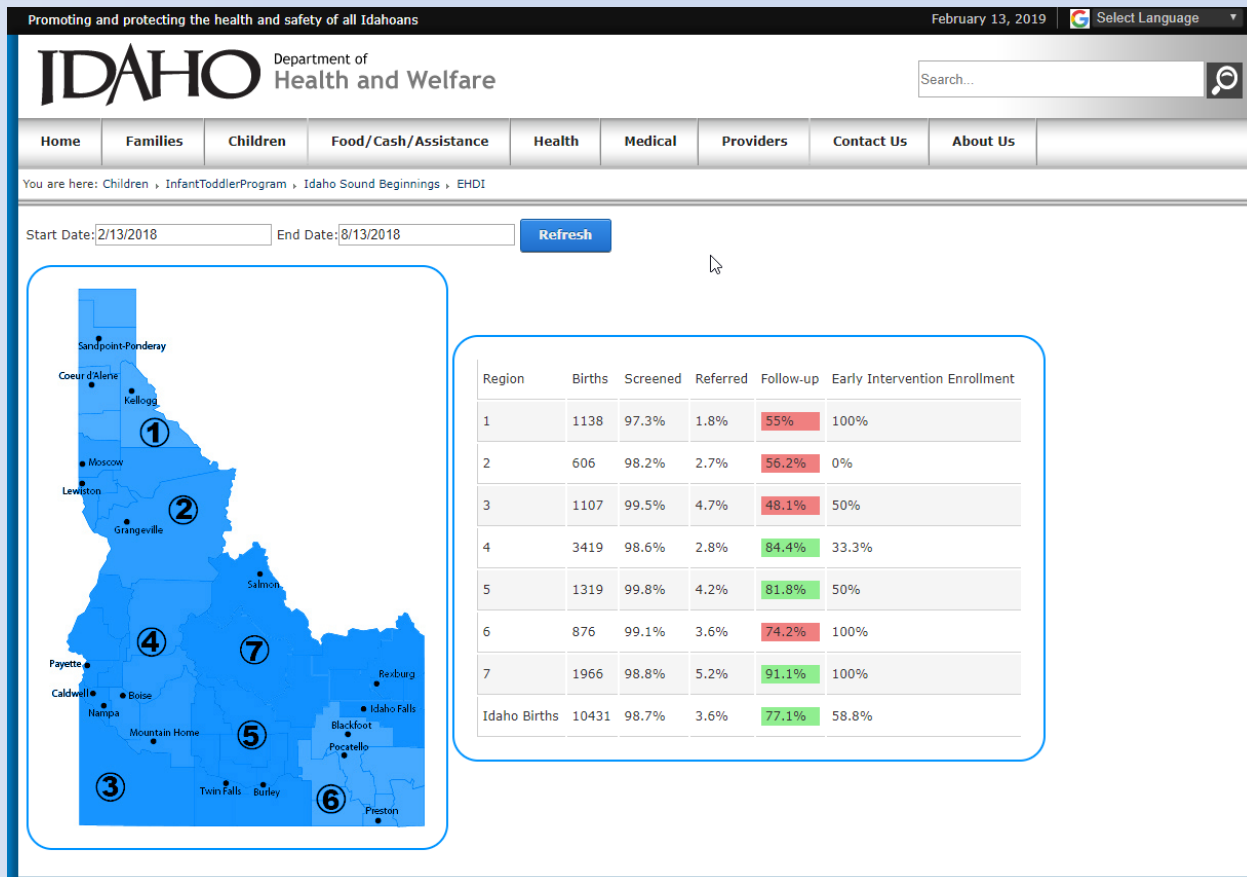 Promoting and protecting the health and safety of all Idahoans
February 13, 2019
Select Language
IDAHO
Department of
Health and Welfare
Search...
Home Families Children Food/Cash/Assistance Health Medical Providers Contact Us About Us
You are here: Children › InfantToddlerProgram › Idaho Sound Beginnings › EHDI
Start Date: 2/13/2018 End Date: 8/13/2018 Refresh
Sandpoint-Ponderay
Coeur d'Alene
Kellogg
1
Moscow
Lewiston
2
Grangeville
Salmon
4
7
Payette
Rexburg
Caldwell
Boise
Nampa
Idaho Falls
Blackfoot
Mountain Home
5
Pocatello
3
Twin Falls
Burley
6
Preston
Region Births Screened Referred Follow-up Early Intervention Enrollment
1 1138 97.3% 1.8% 55% 100%
2 606 98.2% 2.7% 56.2% 0%
3 1107 99.5% 4.7% 48.1% 50%
4 3419 98.6% 2.8% 84.4% 33.3%
5 1319 99.8% 4.2% 81.8% 50%
6 876 99.1% 3.6% 74.2% 100%
7 1966 98.8% 5.2% 91.1% 100%
Idaho Births 10431 98.7% 3.6% 77.1% 58.8%